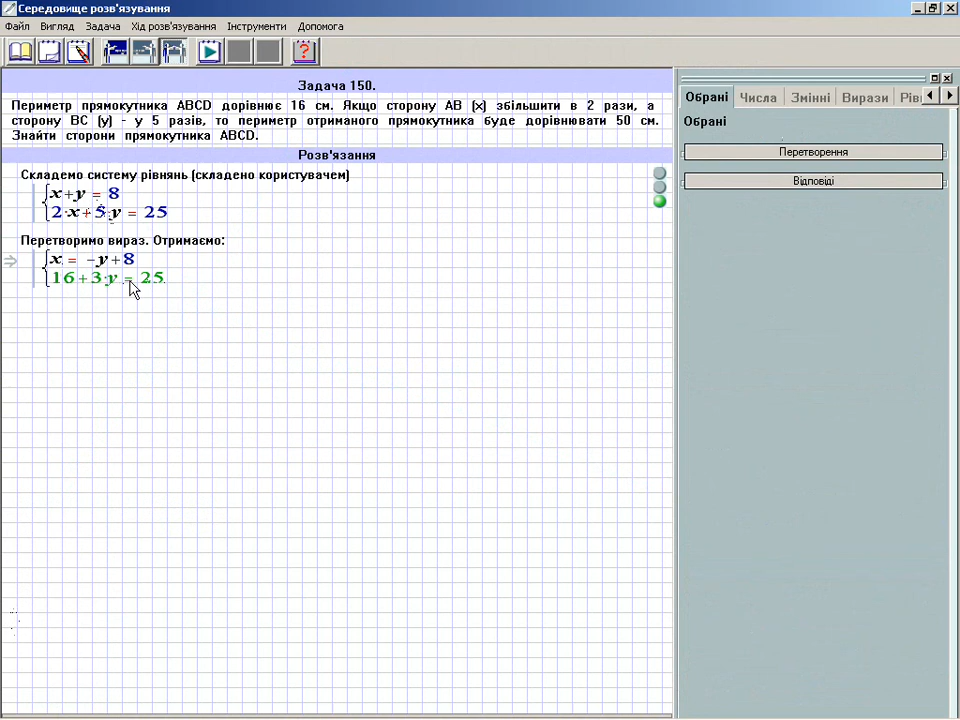 Середовище розв'язування
Файл Вигляд Задача Хід розв'язування Інструменти Допомога
Задача 150.
Периметр прямокутника ABCD дорівнює 16 см. Якщо сторону AB (x) збільшити в 2 рази, а
сторону BC (y) - у 5 разів, то периметр отриманого прямокутника буде дорівнювати 50 см.
Знайти сторони прямокутника ABCD.
Розв'язання
Складемо систему рівнянь (складено користувачем)
x+y = 8
2·x+5·y = 25
Перетворимо вираз. Отримаємо:
x = -y+8
16+3·y = 25
Обрані Числа Змінні Вирази
Обрані
Перетворення
Відповіді